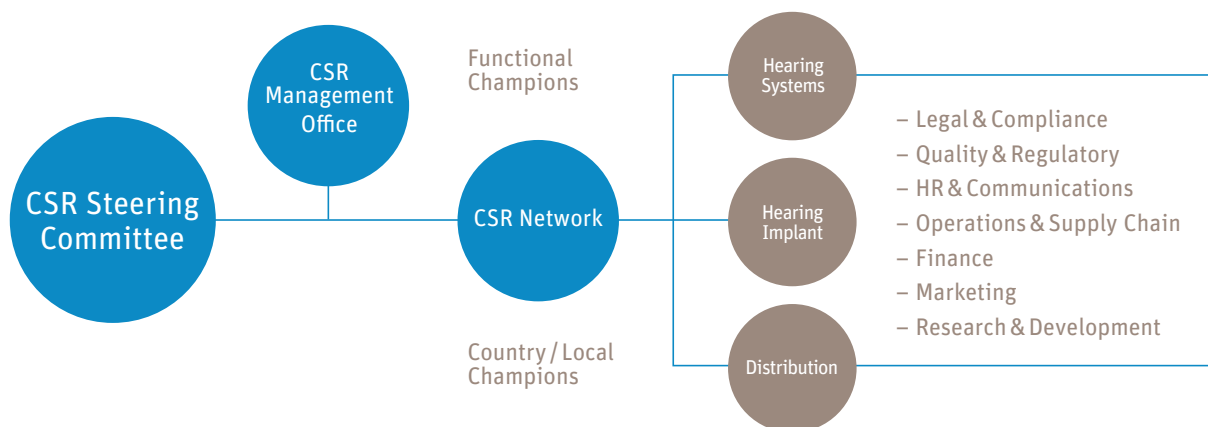 CSR Steering
Committee
CSR
Management
Office
Functional
Champions
CSR Network
Country / Local
Champions
Hearing
Systems
Hearing
Implant
Distribution
– Legal & Compliance
– Quality & Regulatory
– HR & Communications
– Operations & Supply Chain
– Finance
– Marketing
– Research & Development